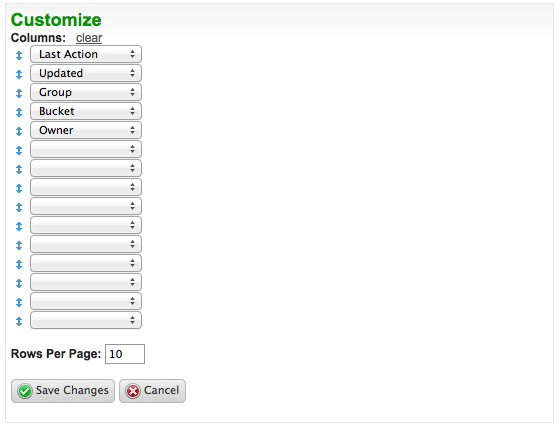 Customize
Columns: clear
Last Action
Updated
Group
Bucket
Owner
Rows Per Page: 10
Save Changes Cancel